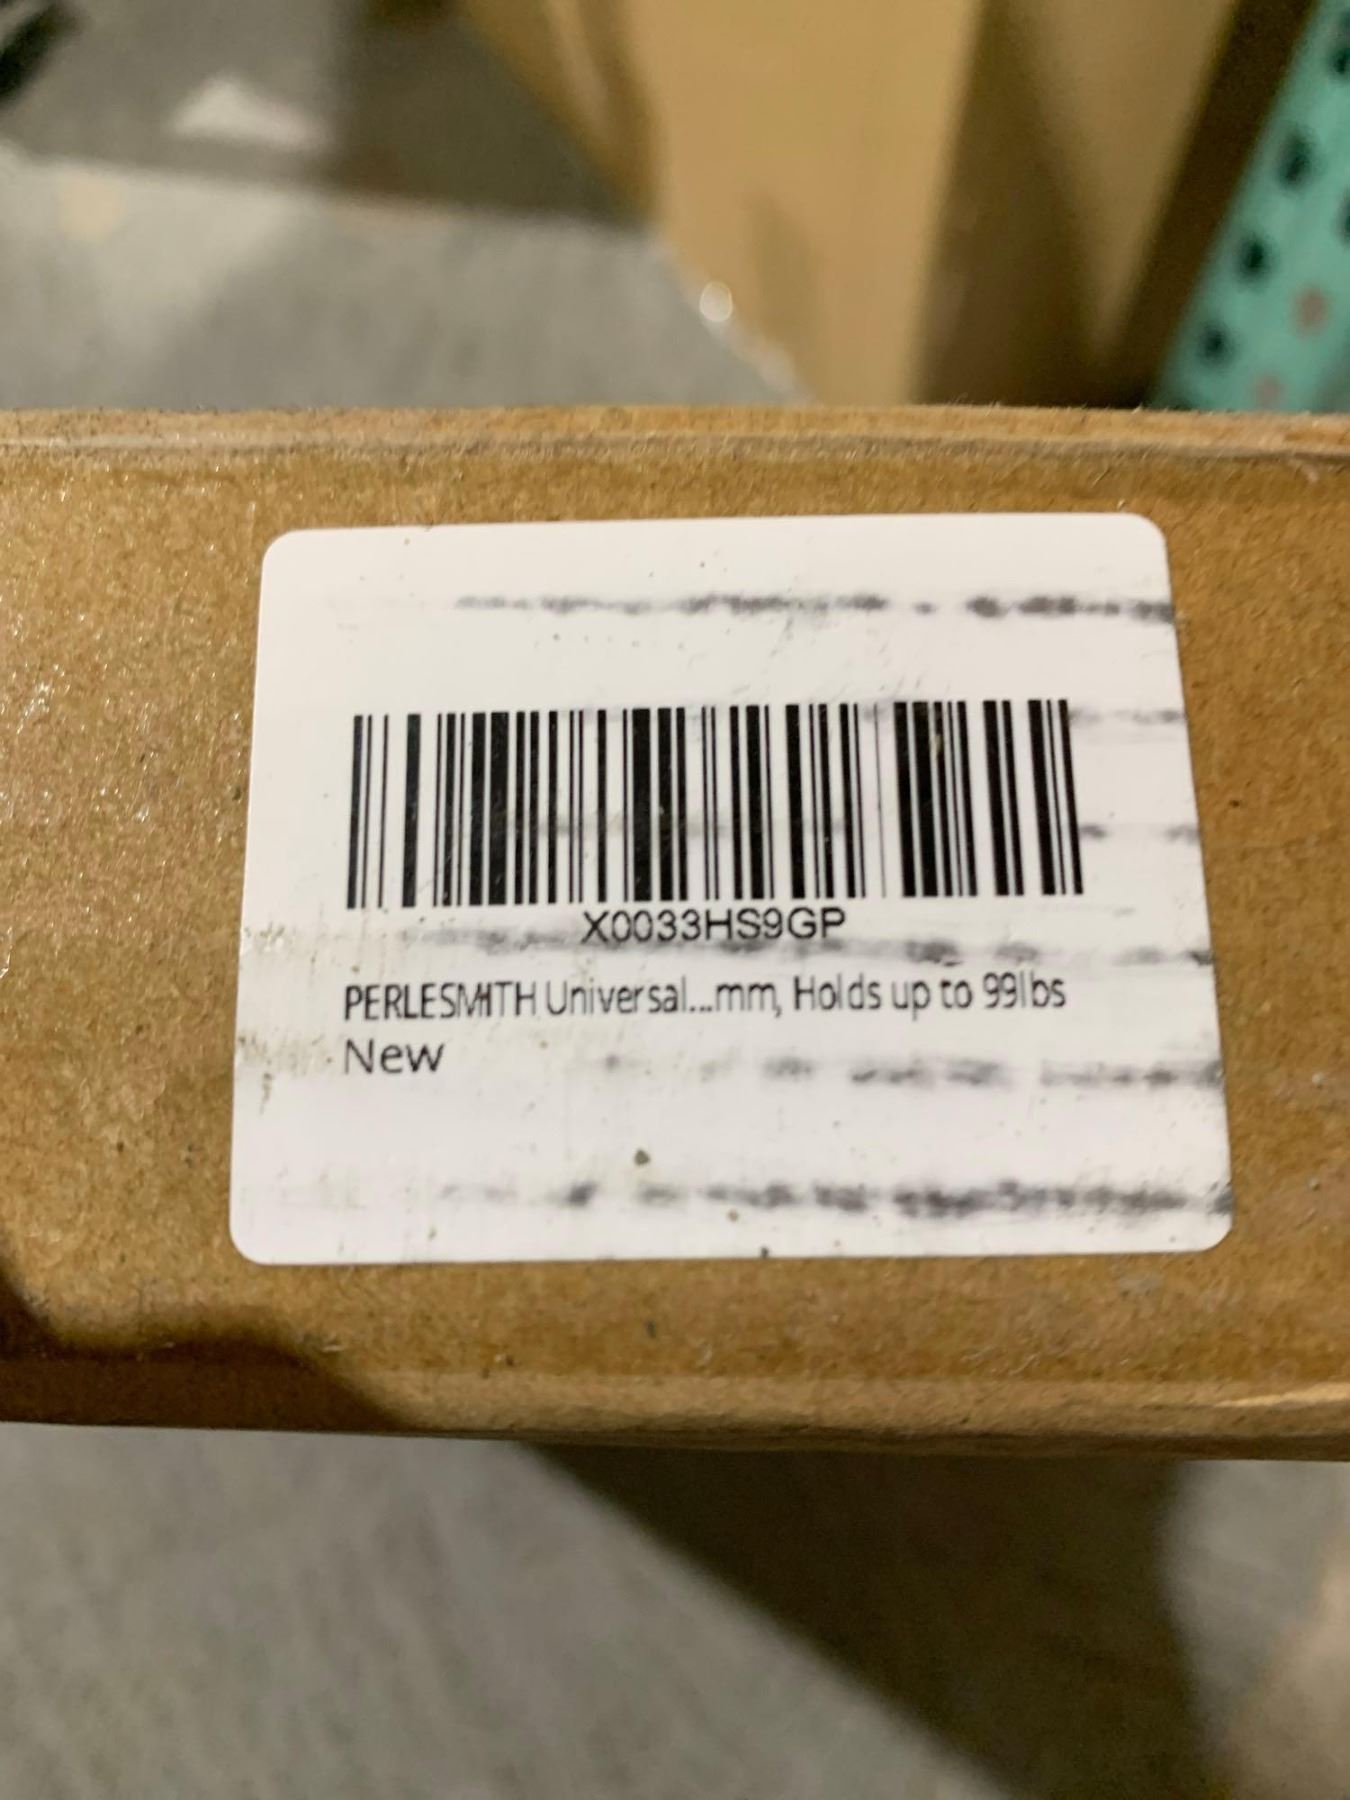 X0033HS9GP
PERLESMITH Universal...mm, Holds up to 99lbs
New